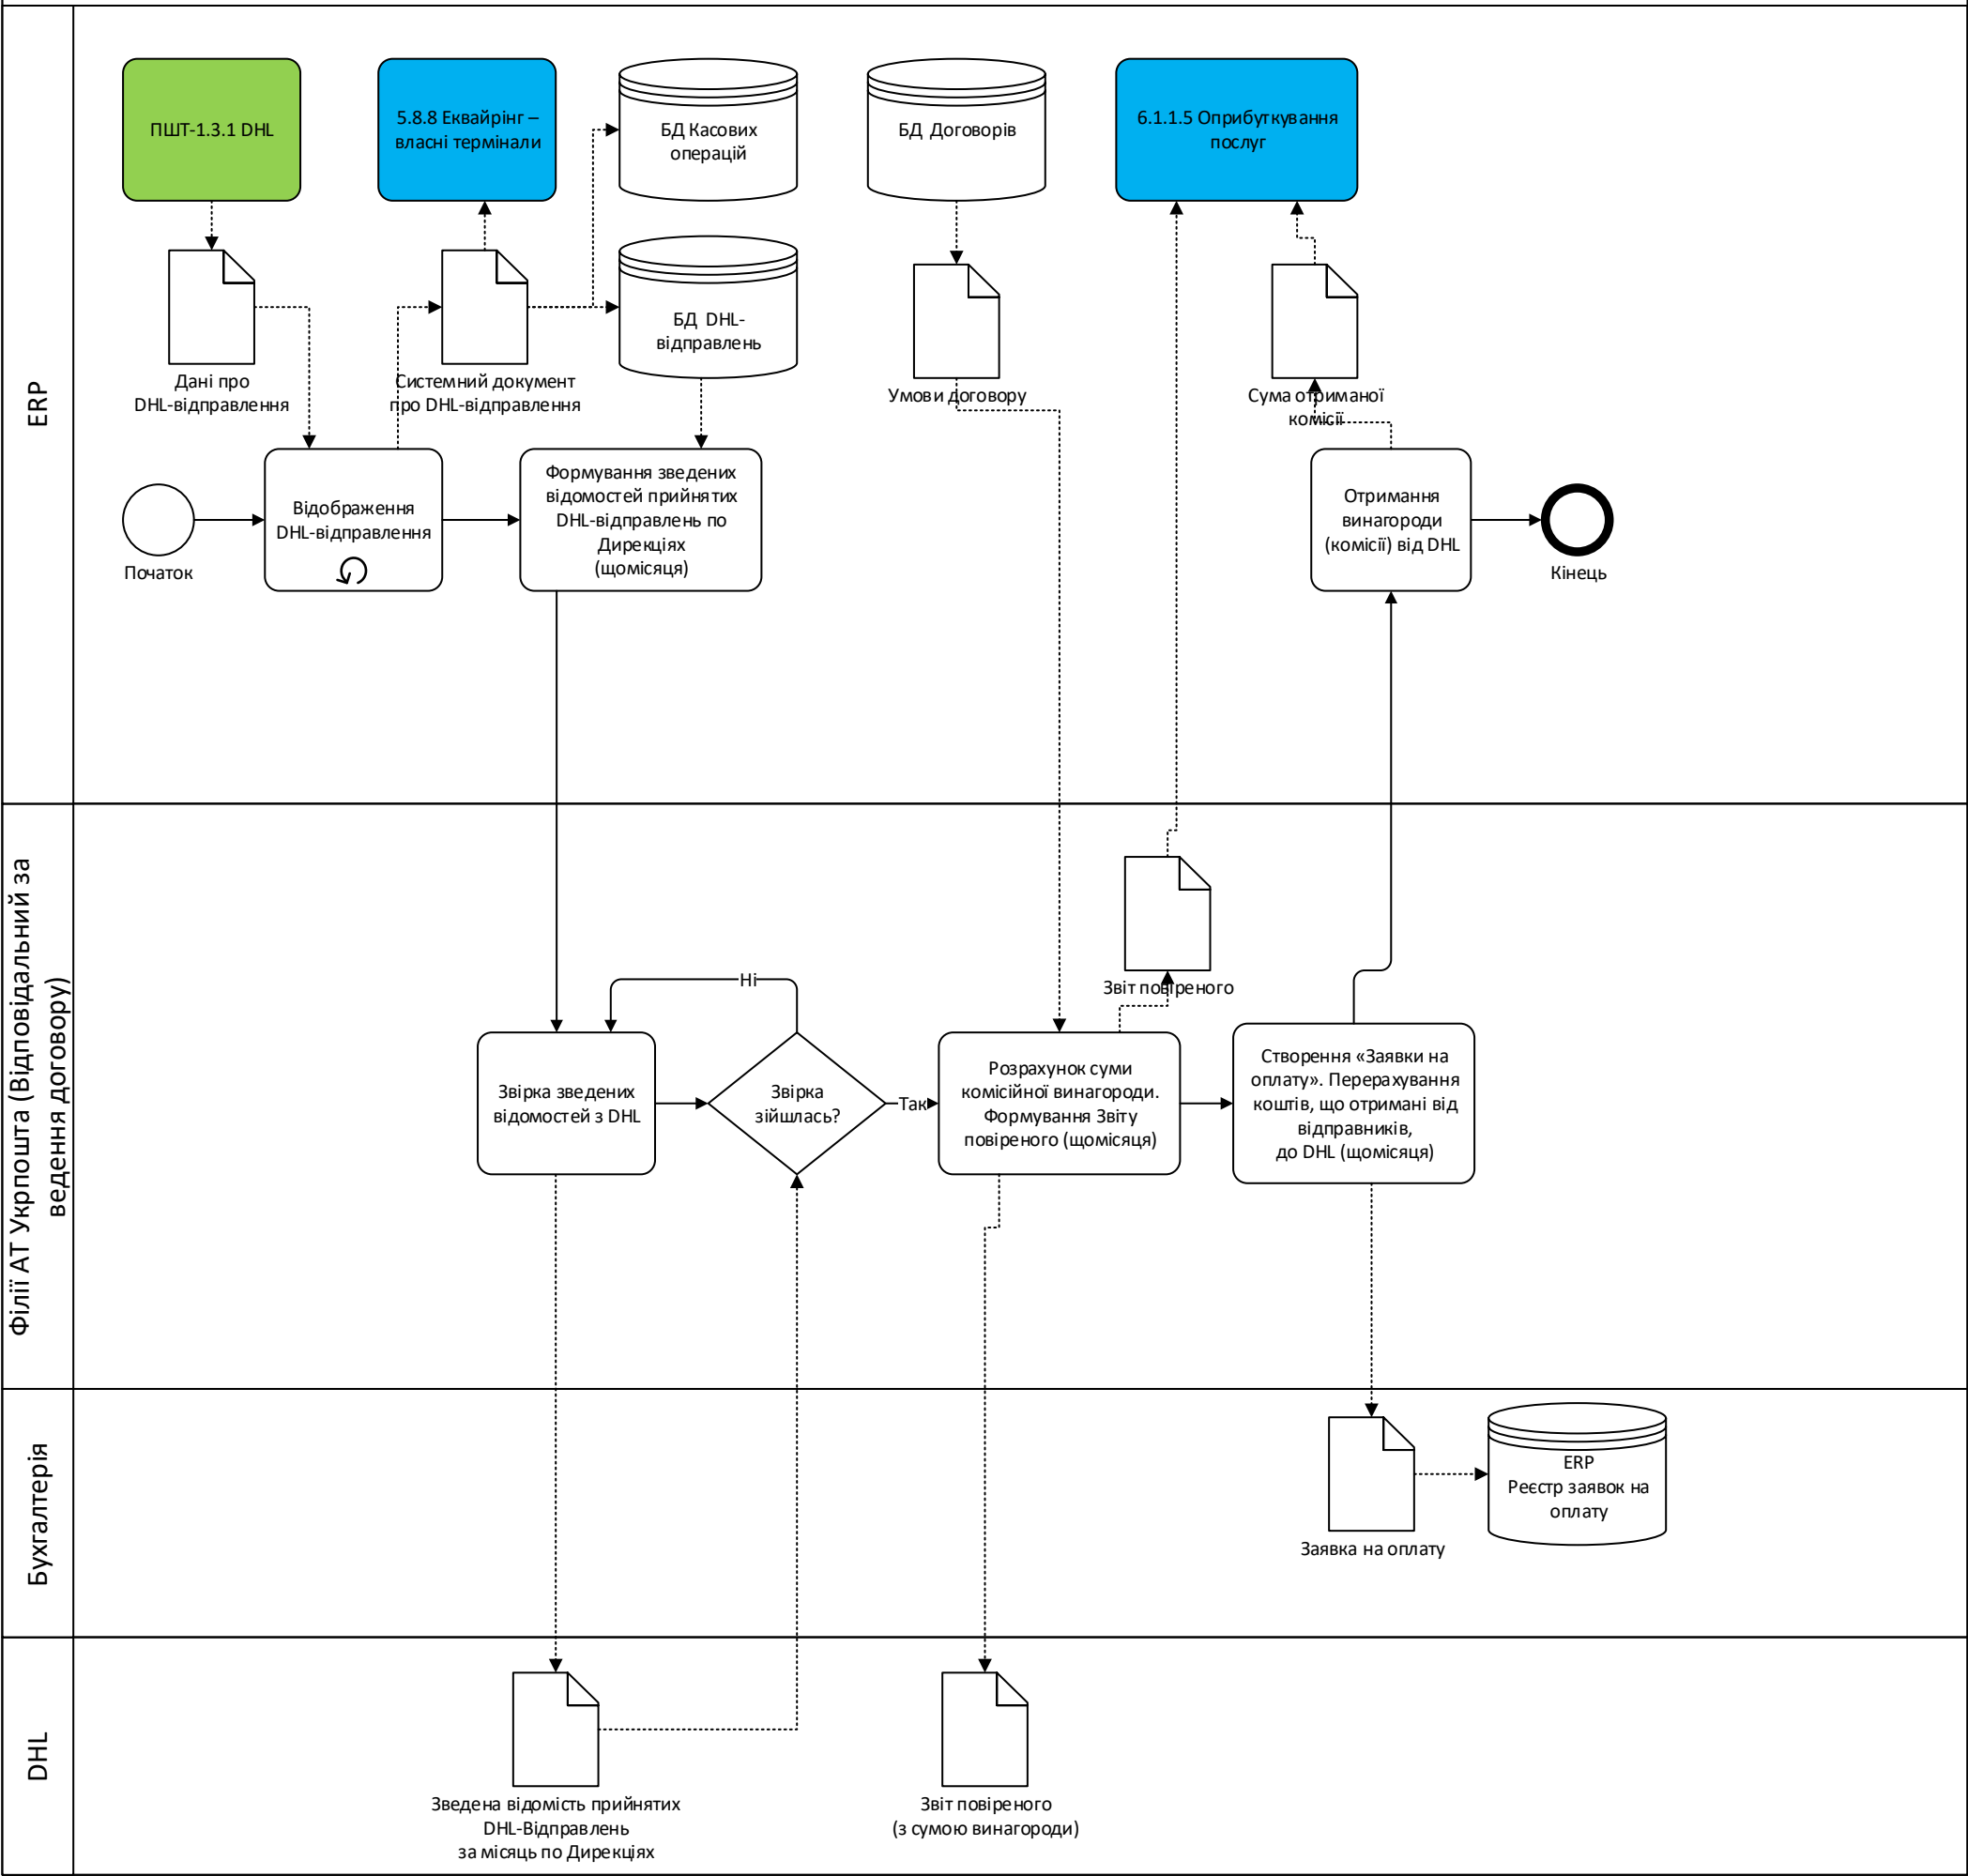 ERP
ПШТ-1.3.1 DHL
5.8.8 Еквайрінг –
власні термінали
БД Касових
операцій
БД Договорів
6.1.1.5 Оприбуткування
послуг
БД DHL-
відправлень
Дані про
DHL-відправлення
Системний документ
про DHL-відправлення
Умови договору
Сума отриманої
комісії
Початок
Відображення
DHL-відправлення
Формування зведених
відомостей прийнятих
DHL-відправлень по
Дирекціях
(щомісяця)
Отримання
винагороди
(комісії) від DHL
Кінець
Філії АТ Укрпошта (Відповідальний за
ведення договору)
Звіт повіреного
Ні
Звірка зведених
відомостей з DHL
Звірка
зійшлась?
Так
Розрахунок суми
комісійної винагороди.
Формування Звіту
повіреного (щомісяця)
Створення «Заявки на
оплату». Перерахування
коштів, що отримані від
відправників,
до DHL (щомісяця)
Бухгалтерія
Заявка на оплату
ERP
Реєстр заявок на
оплату
DHL
Зведена відомість прийнятих
DHL-Відправлень
за місяць по Дирекціях
Звіт повіреного
(з сумою винагороди)